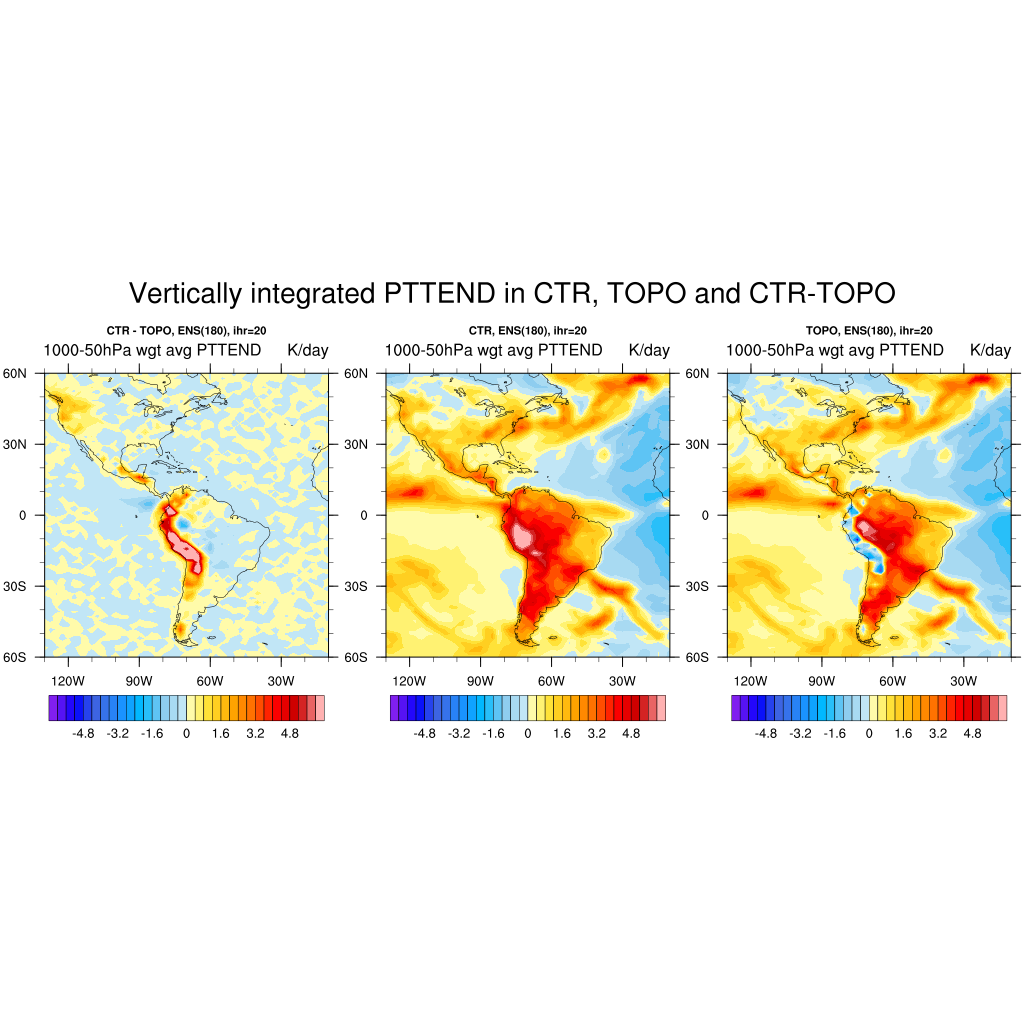 Vertically integrated PTTEND in CTR, TOPO and CTR-TOPO
CTR - TOPO, ENS(180), ihr=20
1000-50hPa wgt avg PTTEND K/day
60N
30N
0
30S
60S
120W 90W 60W 30W
-4.8 -3.2 -1.6 0 1.6 3.2 4.8
CTR, ENS(180), ihr=20
1000-50hPa wgt avg PTTEND K/day
60N
30N
0
30S
60S
120W 90W 60W 30W
-4.8 -3.2 -1.6 0 1.6 3.2 4.8
TOPO, ENS(180), ihr=20
1000-50hPa wgt avg PTTEND K/day
60N
30N
0
30S
60S
120W 90W 60W 30W
-4.8 -3.2 -1.6 0 1.6 3.2 4.8